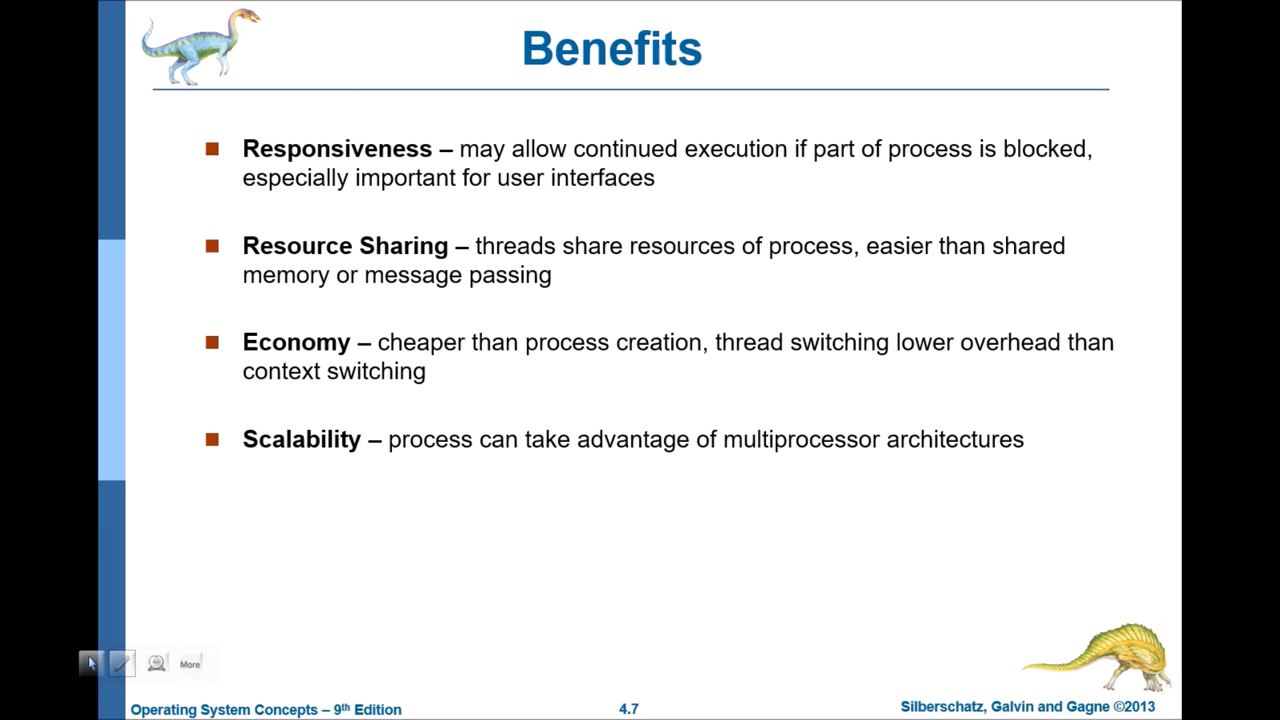 Benefits
Responsiveness – may allow continued execution if part of process is blocked,
especially important for user interfaces
Resource Sharing – threads share resources of process, easier than shared
memory or message passing
Economy – cheaper than process creation, thread switching lower overhead than
context switching
Scalability – process can take advantage of multiprocessor architectures
More
Operating System Concepts – 9th Edition
4.7
Silberschatz, Galvin and Gagne ©2013